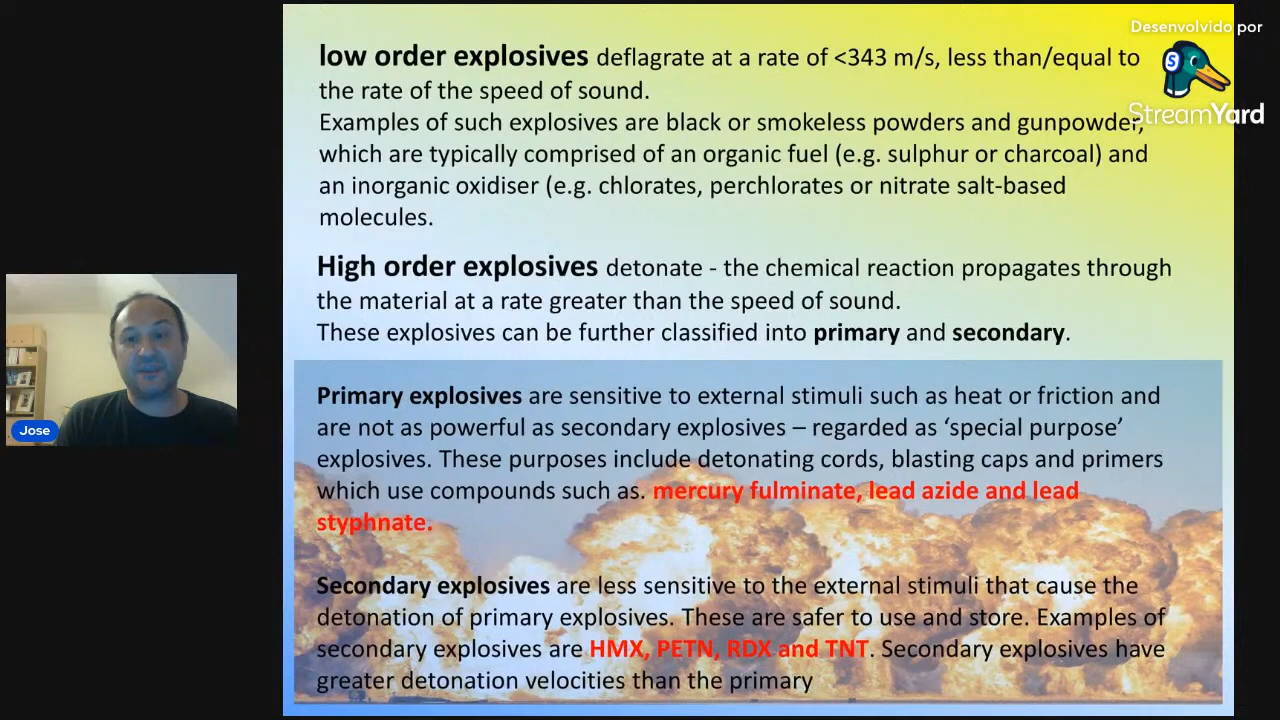 Desenvolvido por
StreamYard
low order explosives deflagrate at a rate of <343 m/s, less than/equal to
the rate of the speed of sound.
Examples of such explosives are black or smokeless powders and gunpowder,
which are typically comprised of an organic fuel (e.g. sulphur or charcoal) and
an inorganic oxidiser (e.g. chlorates, perchlorates or nitrate salt-based
molecules.
High order explosives detonate - the chemical reaction propagates through
the material at a rate greater than the speed of sound.
These explosives can be further classified into primary and secondary.
Primary explosives are sensitive to external stimuli such as heat or friction and
are not as powerful as secondary explosives – regarded as ‘special purpose’
explosives. These purposes include detonating cords, blasting caps and primers
which use compounds such as. mercury fulminate, lead azide and lead
styphnate.
Secondary explosives are less sensitive to the external stimuli that cause the
detonation of primary explosives. These are safer to use and store. Examples of
secondary explosives are HMX, PETN, RDX and TNT. Secondary explosives have
greater detonation velocities than the primary
Jose